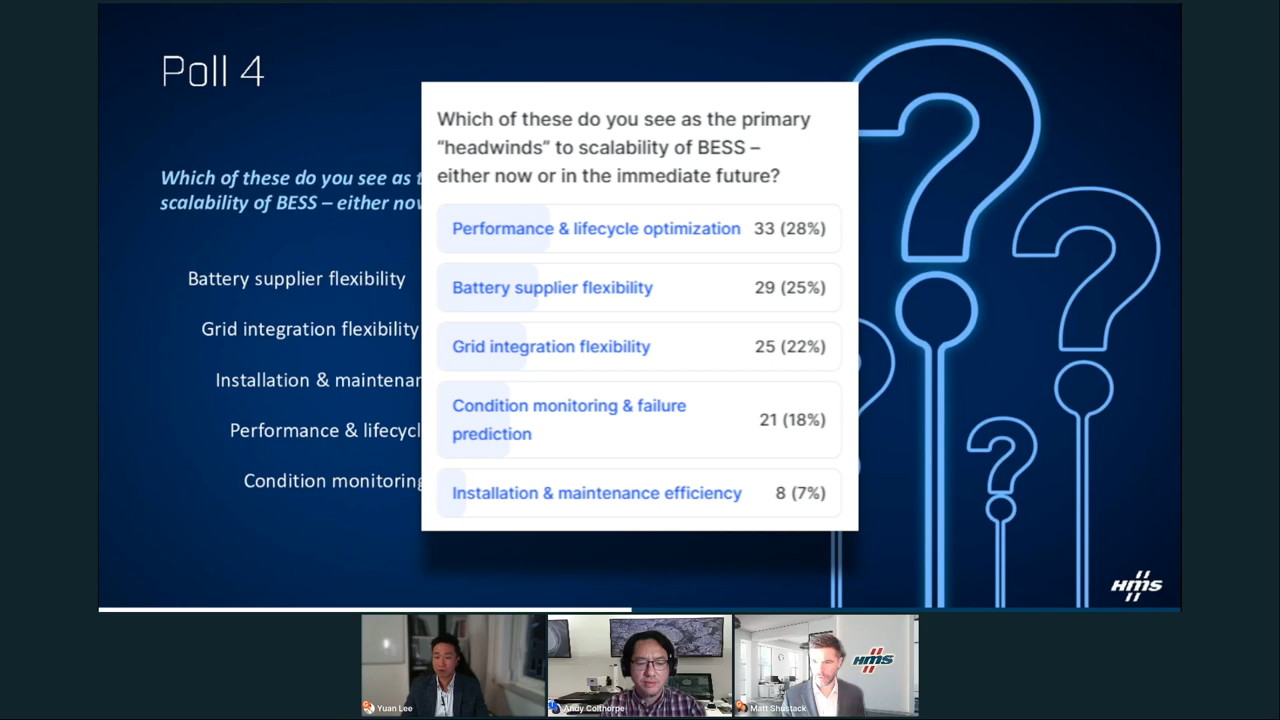 Poll 4
Which of these do you see as t
scalability of BESS – either nov
Battery supplier flexibility
Grid integration flexibility
Installation & maintenan
Performance & lifecycl
Condition monitoring
Which of these do you see as the primary
“headwinds” to scalability of BESS –
either now or in the immediate future?
Performance & lifecycle optimization 33 (28%)
Battery supplier flexibility 29 (25%)
Grid integration flexibility 25 (22%)
Condition monitoring & failure
prediction 21 (18%)
Installation & maintenance efficiency 8 (7%)
HMS
Yuan Lee
Andy Colthorpe
HMS
Matt Shustack